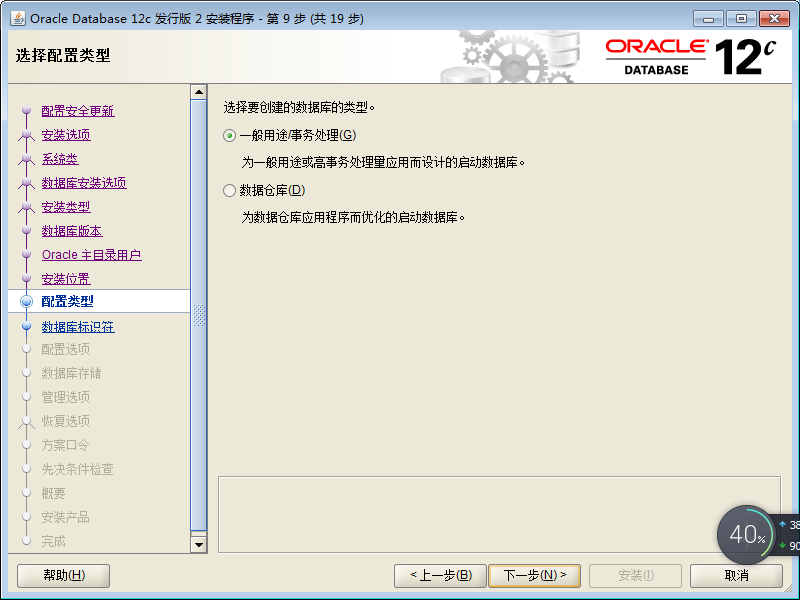 Oracle Database 12c 发行版 2 安装程序 - 第 9 步 (共 19 步)
选择配置类型
ORACLE®
DATABASE
12c
配置安全更新
安装选项
系统类
数据库安装选项
安装类型
数据库版本
Oracle 主目录用户
安装位置
配置类型
数据库标识符
配置选项
数据库存储
管理选项
恢复选项
方案口令
先决条件检查
概要
安装产品
完成
选择要创建的数据库的类型。
一般用途/事务处理(G)
为一般用途或高事务处理量应用而设计的启动数据库。
数据仓库(D)
为数据仓库应用程序而优化的启动数据库。
40%
38
90
帮助(H)
< 上一步(B)
下一步(N) >
安装(I)
取消